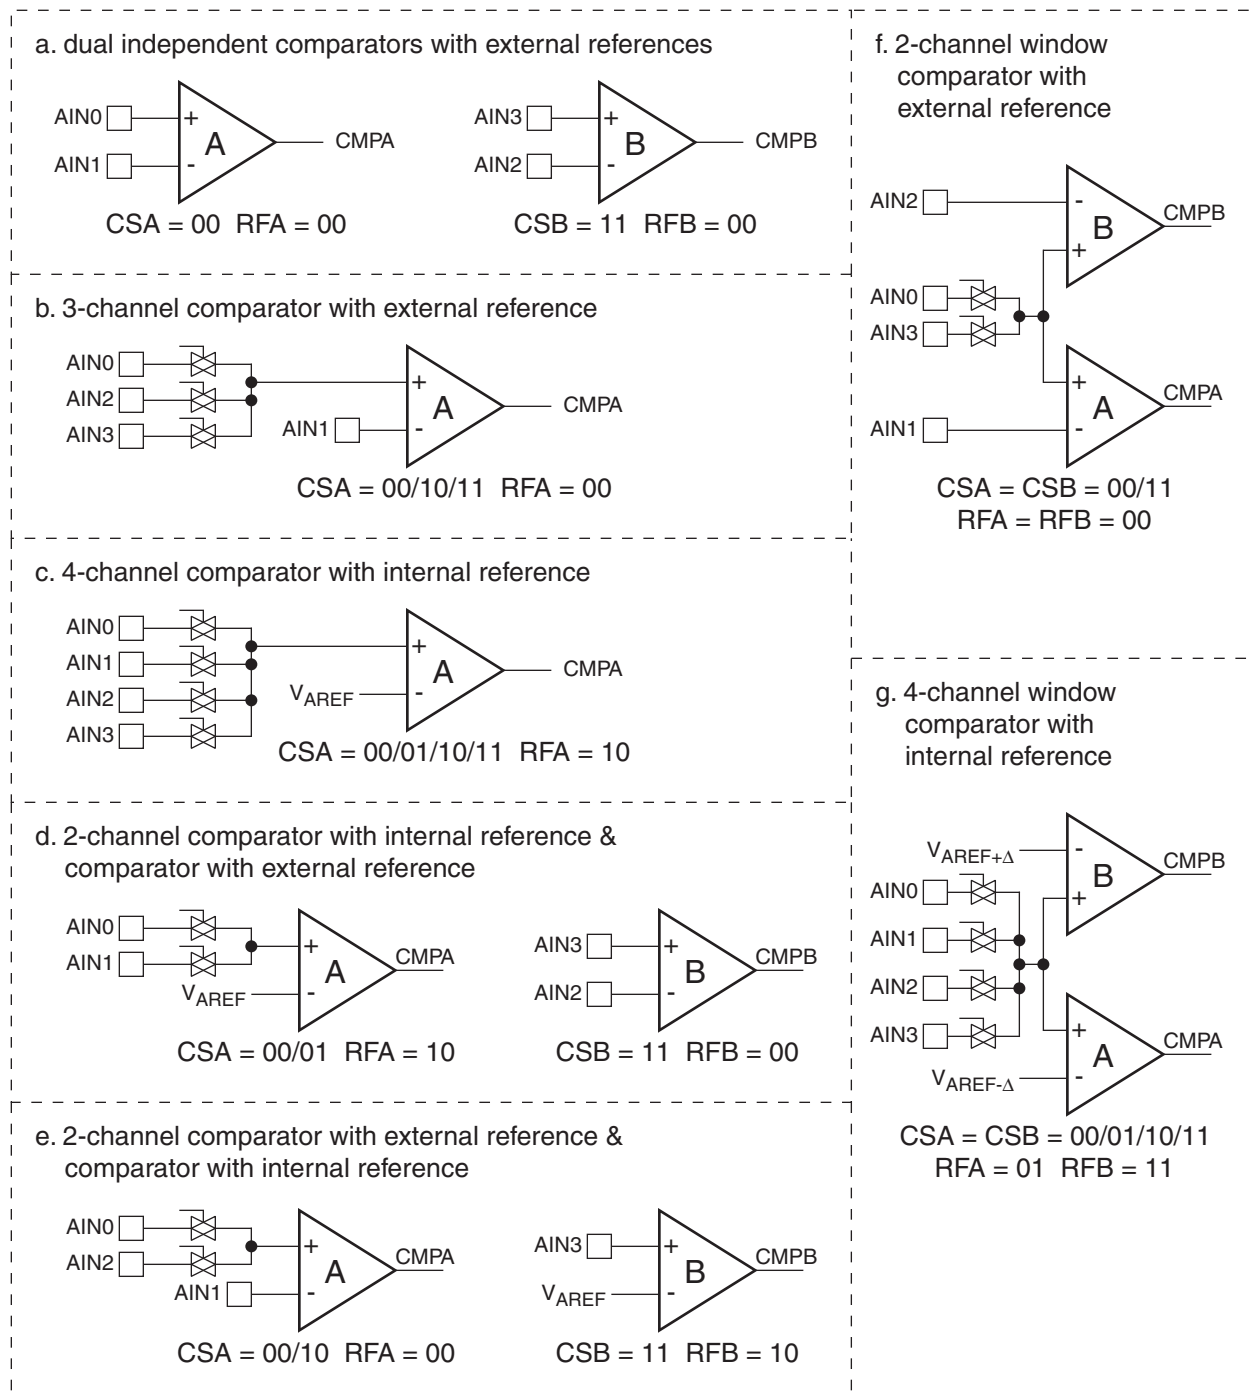 a. dual independent comparators with external references
AIN0
+
A
CMPA
AIN1
-
CSA = 00 RFA = 00
AIN3
+
B
CMPB
AIN2
-
CSB = 11 RFB = 00
b. 3-channel comparator with external reference
AIN0
AIN2
AIN3
+
A
CMPA
AIN1
-
CSA = 00/10/11 RFA = 00
c. 4-channel comparator with internal reference
AIN0
AIN1
AIN2
AIN3
+
A
CMPA
VAREF
-
CSA = 00/01/10/11 RFA = 10
d. 2-channel comparator with internal reference &
comparator with external reference
AIN0
AIN1
+
A
CMPA
VAREF
-
CSA = 00/01 RFA = 10
AIN3
+
B
CMPB
AIN2
-
CSB = 11 RFB = 00
e. 2-channel comparator with external reference &
comparator with internal reference
AIN0
AIN2
+
A
CMPA
AIN1
-
CSA = 00/10 RFA = 00
AIN3
+
B
CMPB
VAREF
-
CSB = 11 RFB = 10
f. 2-channel window
comparator with
external reference
AIN2
-
B
CMPB
+
AIN0
AIN3
+
A
CMPA
AIN1
-
CSA = CSB = 00/11
RFA = RFB = 00
g. 4-channel window
comparator with
internal reference
VAREF+Δ
-
B
CMPB
+
AIN0
AIN1
AIN2
AIN3
+
A
CMPA
VAREF-Δ
-
CSA = CSB = 00/01/10/11
RFA = 01 RFB = 11